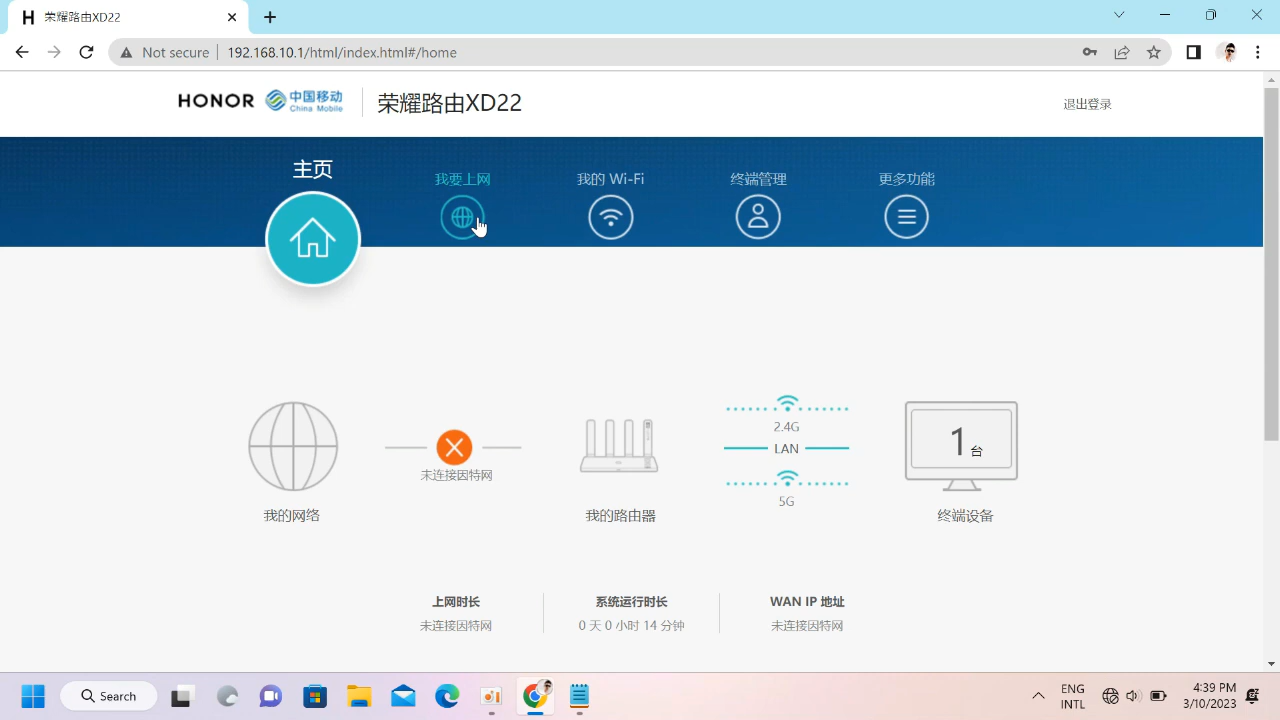 荣耀路由XD22
Not secure
192.168.10.1/html/index.html#/home
HONOR 中国移动 China Mobile 荣耀路由XD22
退出登录
主页
我要上网
我的 Wi-Fi
终端管理
更多功能
2.4G
LAN
5G
1台
未连接因特网
我的网络
我的路由器
终端设备
上网时长
系统运行时长
WAN IP 地址
未连接因特网
0 天 0 小时 14 分钟
未连接因特网
Search
ENG
INTL
4:39 PM
3/10/2023